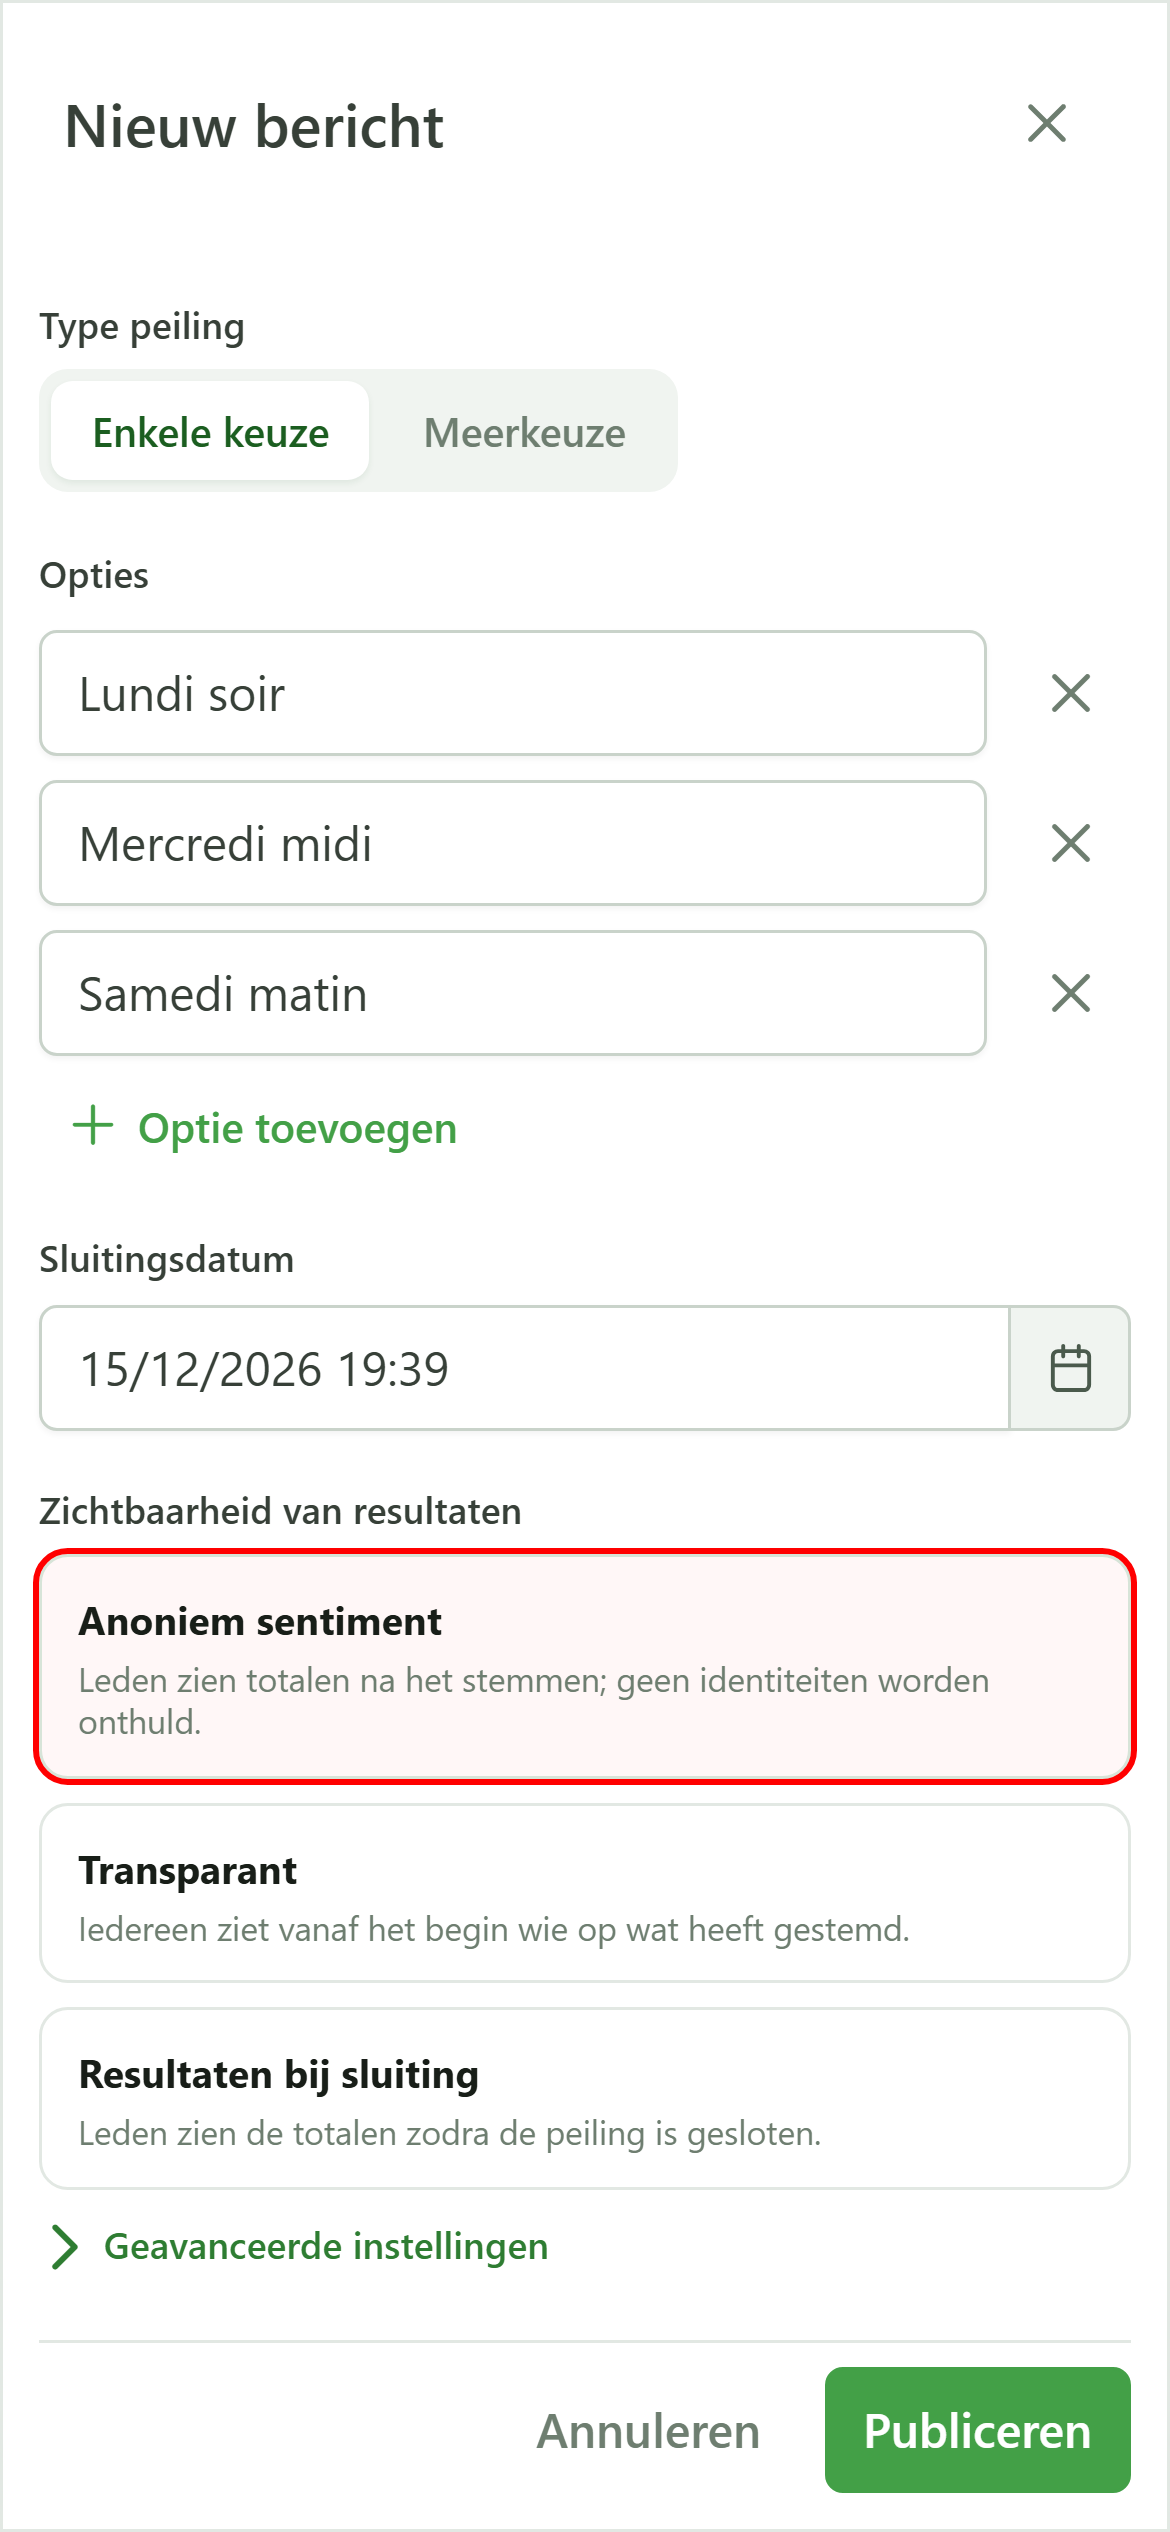 Nieuw bericht
Type peiling
Enkele keuze Meerkeuze
Opties
Lundi soir
Mercredi midi
Samedi matin
Optie toevoegen
Sluitingsdatum
15/12/2026 19:39
Zichtbaarheid van resultaten
Anoniem sentiment
Leden zien totalen na het stemmen; geen identiteiten worden
onthuld.
Transparant
Iedereen ziet vanaf het begin wie op wat heeft gestemd.
Resultaten bij sluiting
Leden zien de totalen zodra de peiling is gesloten.
Geavanceerde instellingen
Annuleren Publiceren